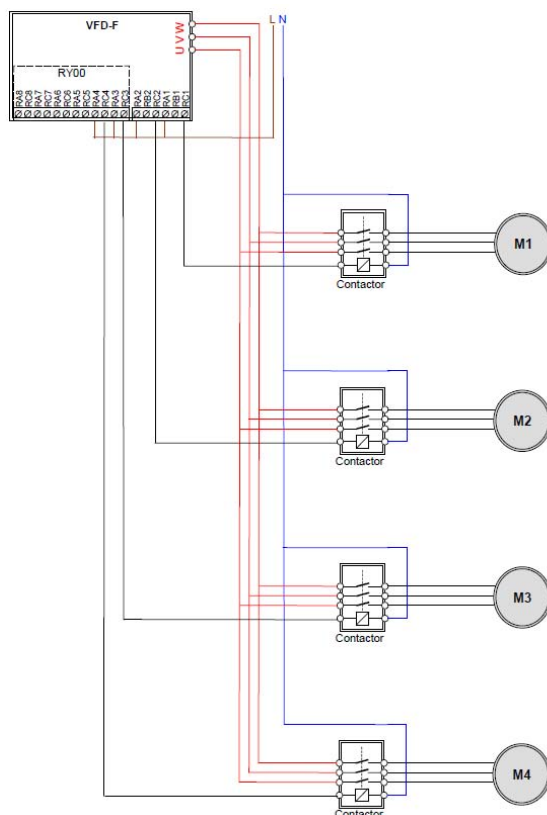 VFD-F
U V W
L N
RY00
RA8 RC8 RA7 RC7 RA6 RC6 RA5 RC5 RA4 RC4 RA3 RC3 RA2 RB2 RC2 RA1 RB1 RC1
M1
Contactor
M2
Contactor
M3
Contactor
M4
Contactor